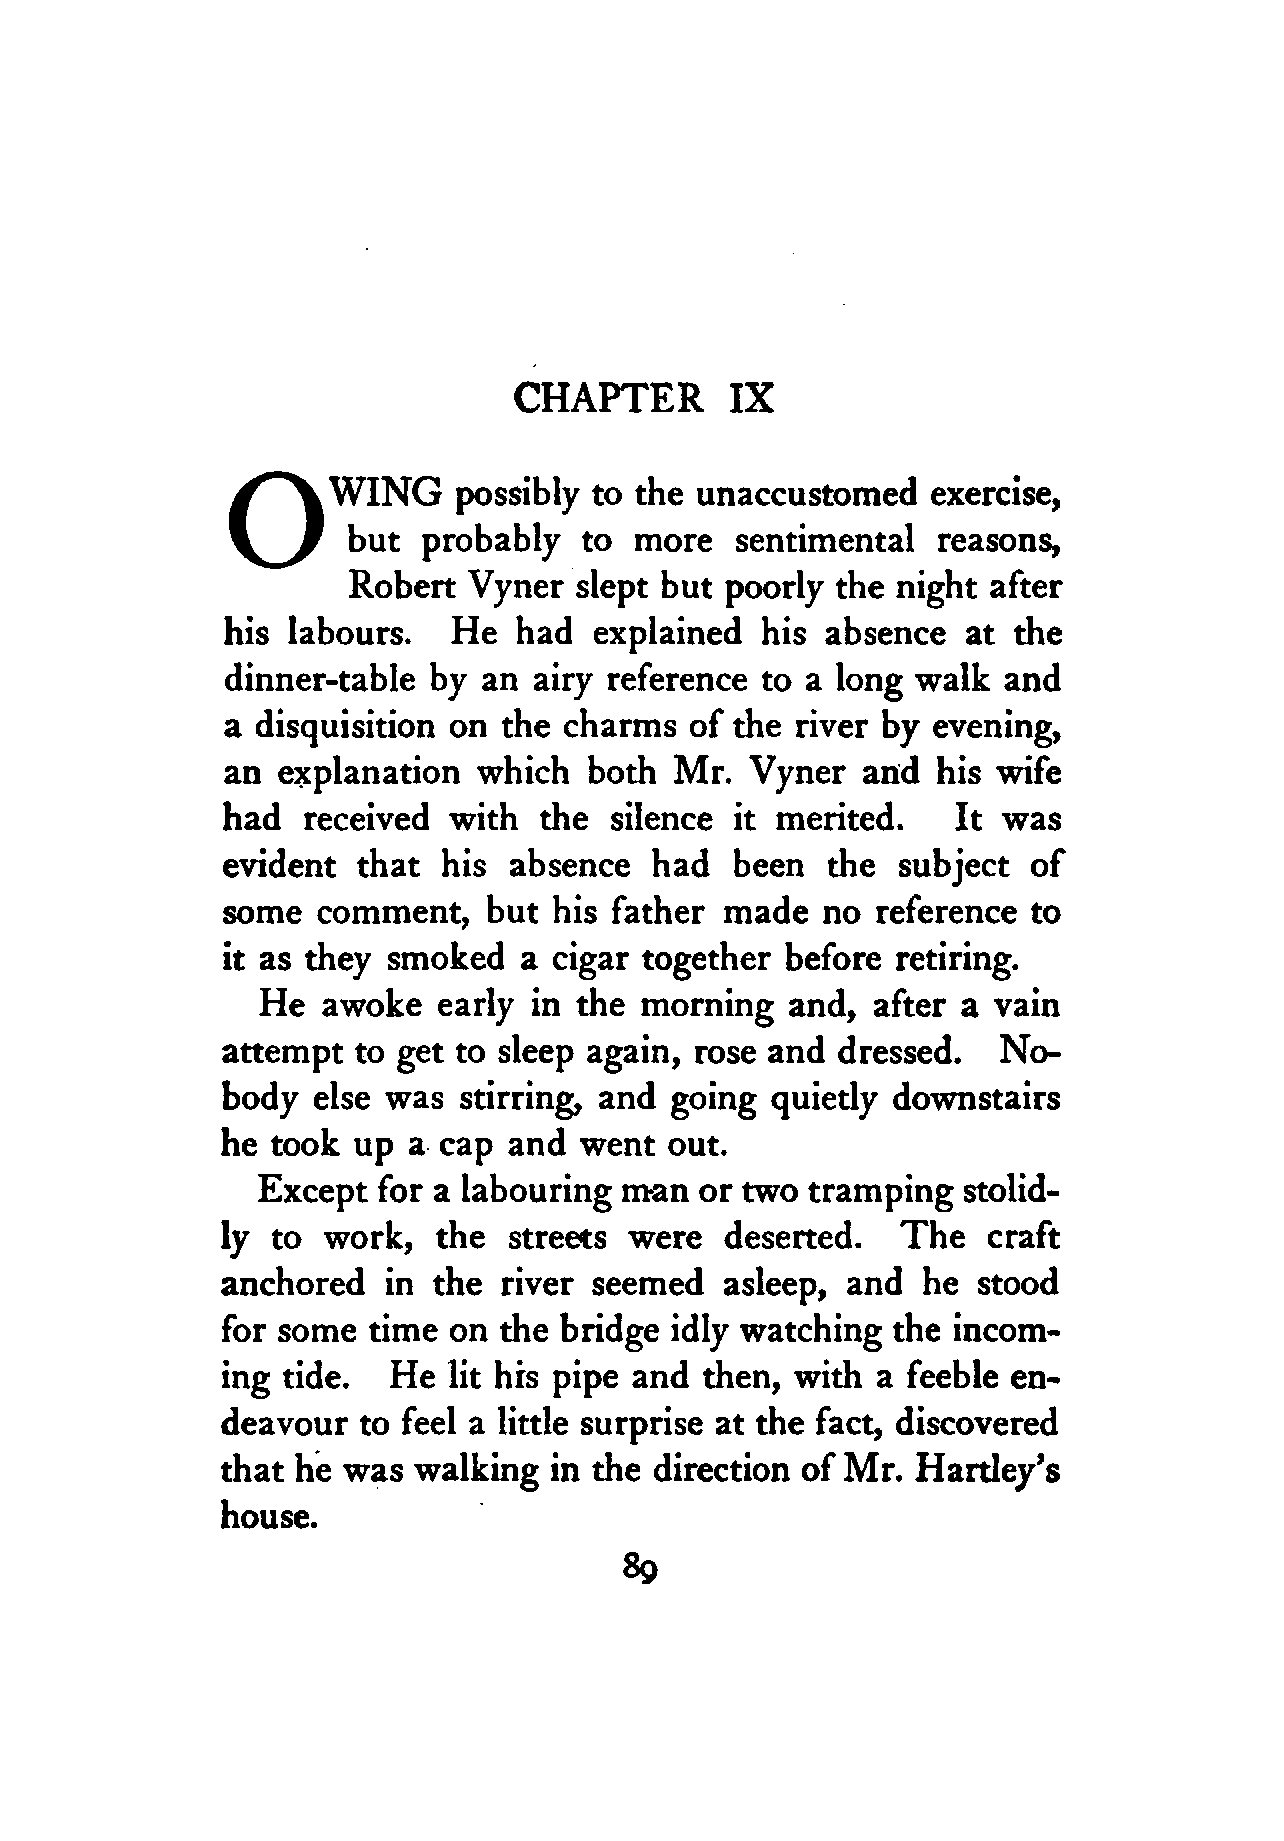 CHAPTER IX
OWING possibly to the unaccustomed exercise,
but probably to more sentimental reasons,
Robert Vyner slept but poorly the night after
his labours. He had explained his absence at the
dinner-table by an airy reference to a long walk and
a disquisition on the charms of the river by evening,
an explanation which both Mr. Vyner and his wife
had received with the silence it merited. It was
evident that his absence had been the subject of
some comment, but his father made no reference to
it as they smoked a cigar together before retiring.
He awoke early in the morning and, after a vain
attempt to get to sleep again, rose and dressed. No-
body else was stirring, and going quietly downstairs
he took up a cap and went out.
Except for a labouring man or two tramping stolid-
ly to work, the streets were deserted. The craft
anchored in the river seemed asleep, and he stood
for some time on the bridge idly watching the incom-
ing tide. He lit his pipe and then, with a feeble en-
deavour to feel a little surprise at the fact, discovered
that he was walking in the direction of Mr. Hartley's
house.
89